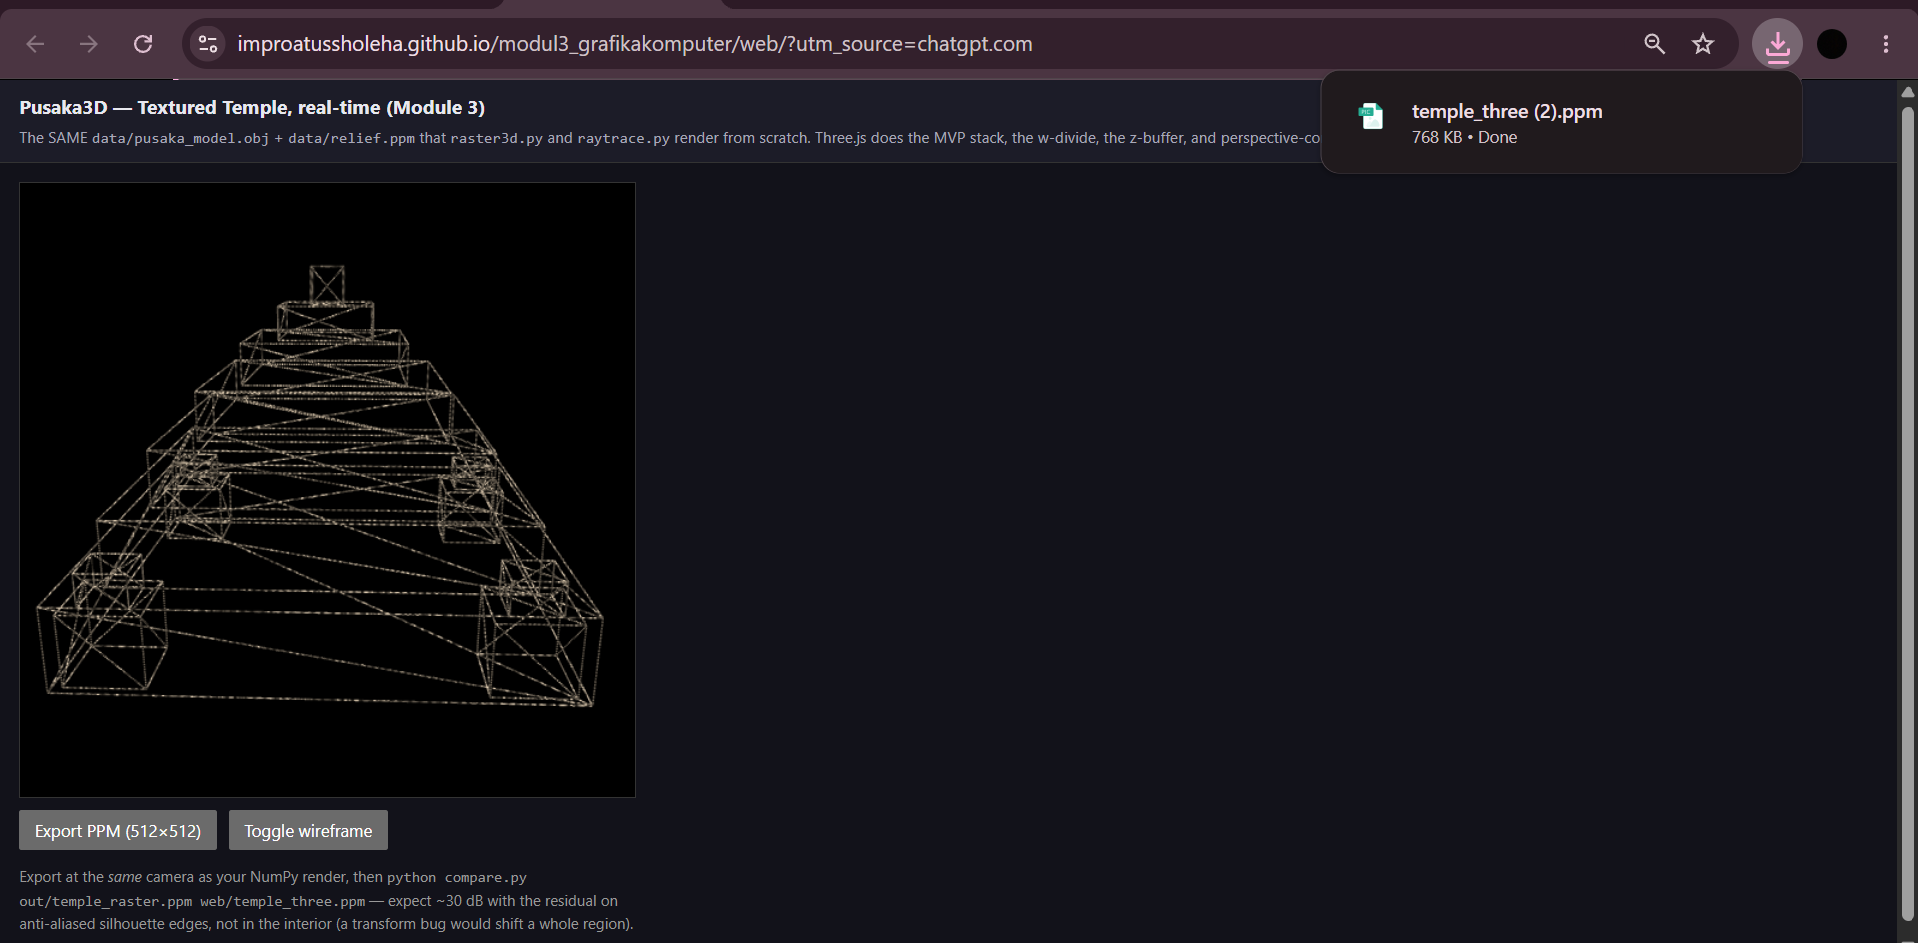 improatussholeha.github.io/modul3_grafikakomputer/web/?utm_source=chatgpt.com
temple_three (2).ppm
768 KB • Done
Pusaka3D — Textured Temple, real-time (Module 3)
The SAME data/pusaka_model.obj + data/relief.ppm that raster3d.py and raytrace.py render from scratch. Three.js does the MVP stack, the w-divide, the z-buffer, and perspective-co
Export PPM (512×512)
Toggle wireframe
Export at the same camera as your NumPy render, then python compare.py
out/temple_raster.ppm web/temple_three.ppm — expect ~30 dB with the residual on
anti-aliased silhouette edges, not in the interior (a transform bug would shift a whole region).